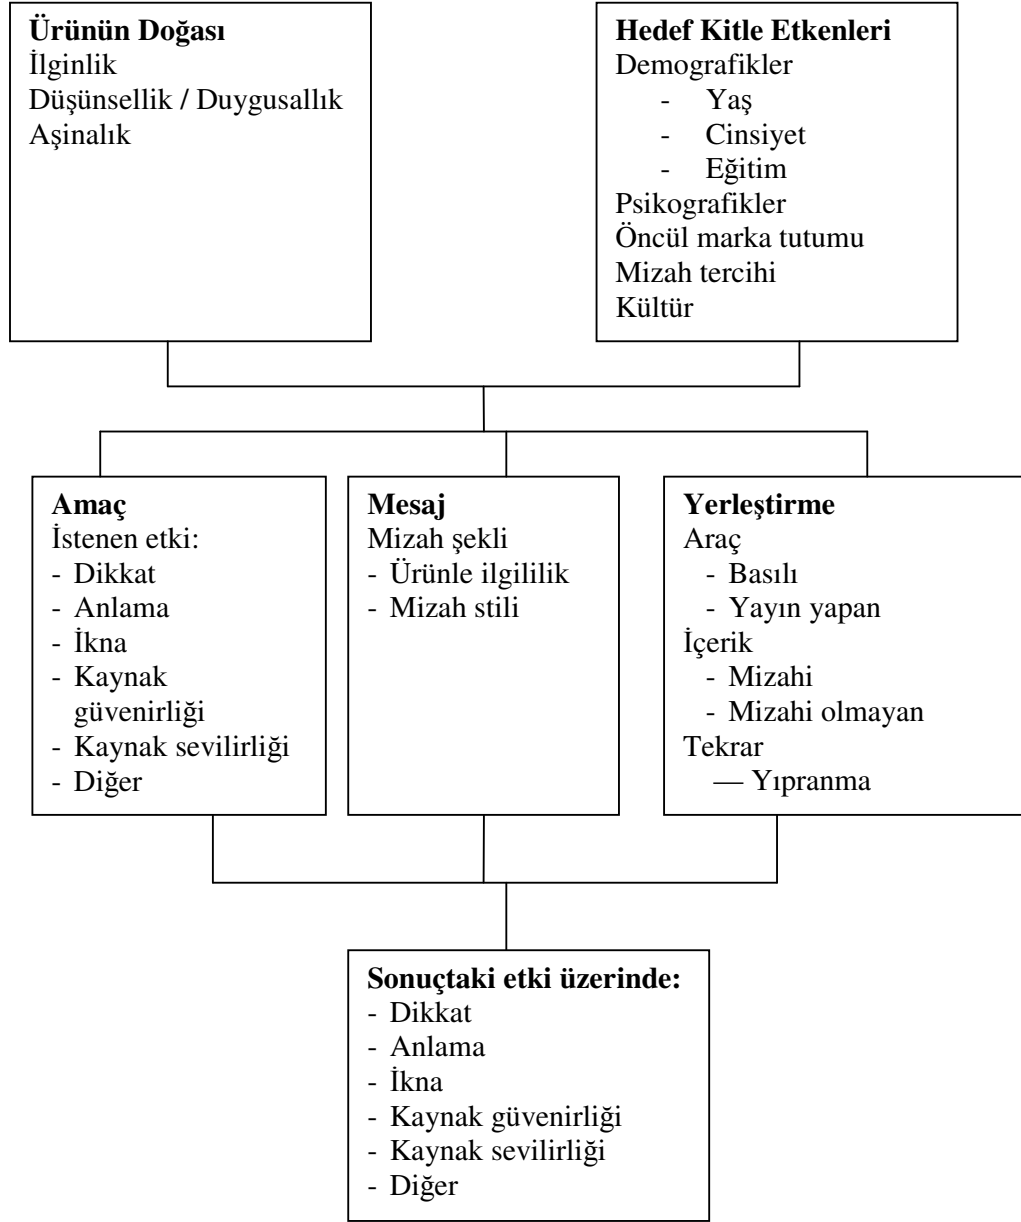 Ürünün Doğası
İlginlik
Düşünsellik / Duygusallık
Aşinalık
Hedef Kitle Etkenleri
Demografikler
- Yaş
- Cinsiyet
- Eğitim
Psikografikler
Öncül marka tutumu
Mizah tercihi
Kültür
Amaç
İstenen etki:
- Dikkat
- Anlama
- İkna
- Kaynak
güvenirliği
- Kaynak sevilirliği
- Diğer
Mesaj
Mizah şekli
- Ürünle ilgililik
- Mizah stili
Yerleştirme
Araç
- Basılı
- Yayın yapan
İçerik
- Mizahi
- Mizahi olmayan
Tekrar
— Yıpranma
Sonuçtaki etki üzerinde:
- Dikkat
- Anlama
- İkna
- Kaynak güvenirliği
- Kaynak sevilirliği
- Diğer